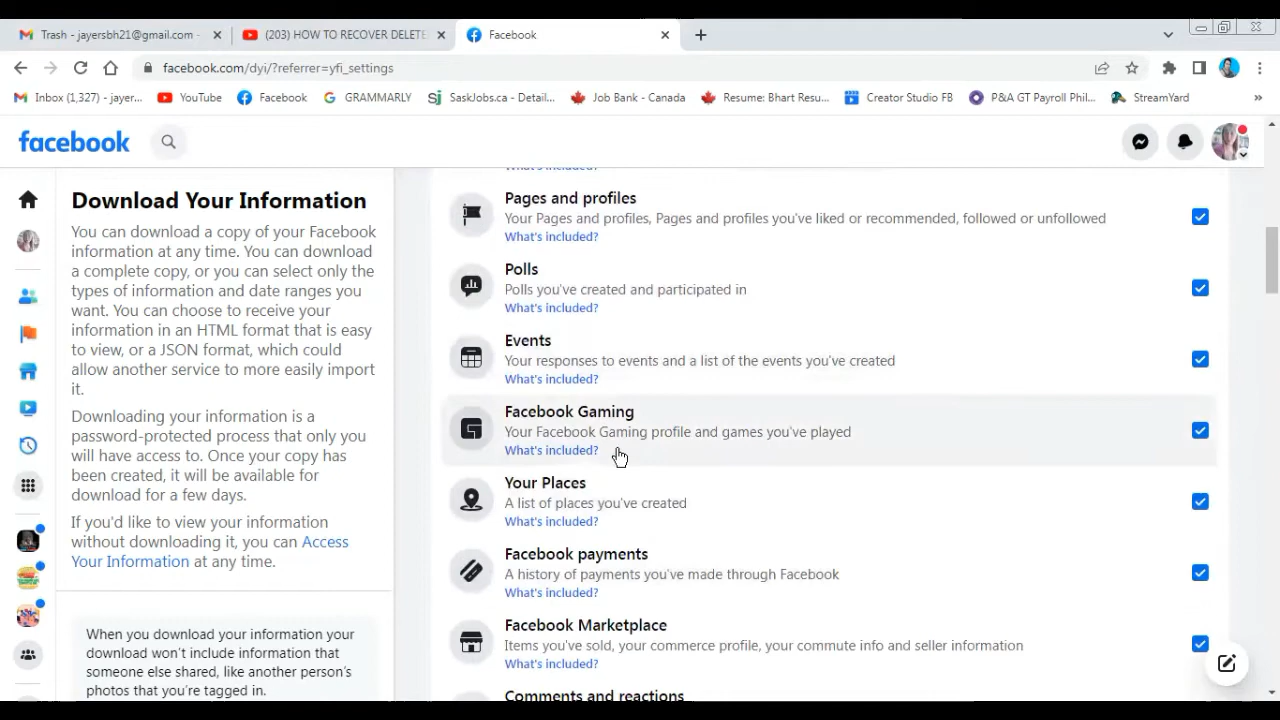 Trash - jayersbh21@gmail.com -
(203) HOW TO RECOVER DELETE
Facebook
facebook.com/dyi/?referrer=yfi_settings
Inbox (1,327) - jayer...
YouTube
Facebook
GRAMMARLY
SaskJobs.ca - Detail...
Job Bank - Canada
Resume: Bhart Resu...
Creator Studio FB
P&A GT Payroll Phil...
StreamYard
facebook
Download Your Information
You can download a copy of your Facebook
information at any time. You can download
a complete copy, or you can select only the
types of information and date ranges you
want. You can choose to receive your
information in an HTML format that is easy
to view, or a JSON format, which could
allow another service to more easily import
it.
Downloading your information is a
password-protected process that only you
will have access to. Once your copy has
been created, it will be available for
download for a few days.
If you'd like to view your information
without downloading it, you can Access
Your Information at any time.
When you download your information your
download won't include information that
someone else shared, like another person's
photos that you're tagged in.
What's included?
Pages and profiles
Your Pages and profiles, Pages and profiles you've liked or recommended, followed or unfollowed
What's included?
Polls
Polls you've created and participated in
What's included?
Events
Your responses to events and a list of the events you've created
What's included?
Facebook Gaming
Your Facebook Gaming profile and games you've played
What's included?
Your Places
A list of places you've created
What's included?
Facebook payments
A history of payments you've made through Facebook
What's included?
Facebook Marketplace
Items you've sold, your commerce profile, your commute info and seller information
What's included?
Comments and reactions